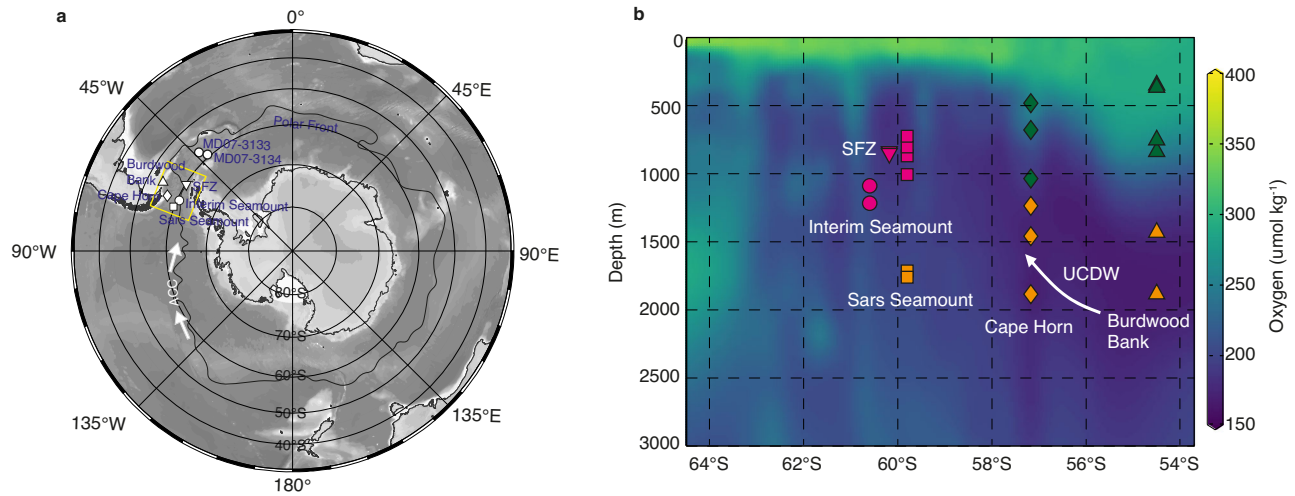 a
0°
45°W
45°E
Polar Front
MD07-3133
MD07-3134
Burdwood
Bank
SFZ
Cape Horn
Interim Seamount
Sars Seamount
90°W
90°E
ACC
80°S
70°S
60°S
50°S
40°S
135°W
135°E
180°
b
0
500
1000
1500
2000
2500
3000
Depth (m)
SFZ
Interim Seamount
Sars Seamount
UCDW
Cape Horn
Burdwood
Bank
64°S
62°S
60°S
58°S
56°S
54°S
400
350
300
250
200
150
Oxygen (umol kg⁻¹)